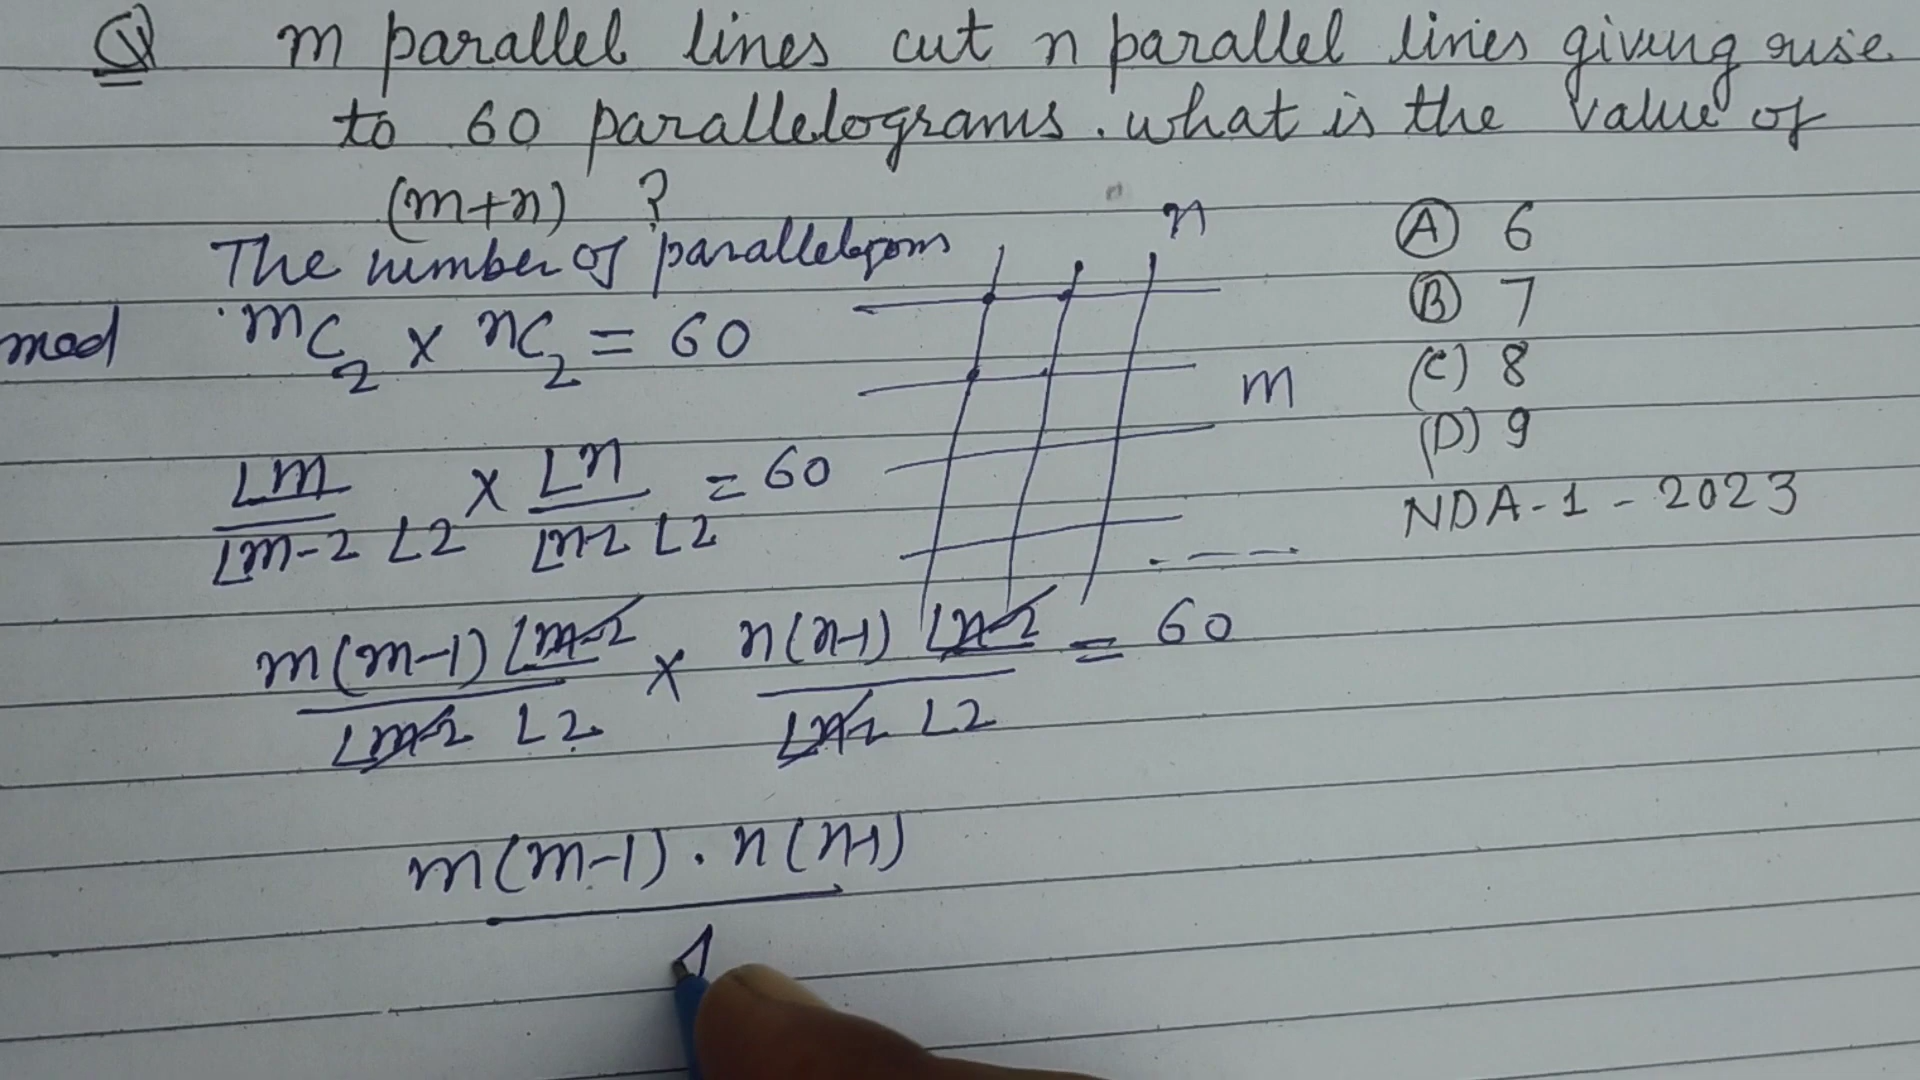 Q m parallel lines cut n parallel lines giving rise
to 60 parallelograms. what is the value of
(m+n) ?
n
(A) 6
The number of
(B) 7
mod mC2 x nC2 = 60
m
(C) 8
(D) 9
⌊m / ⌊m-2 ⌊2 x ⌊n / ⌊n-2 ⌊2 = 60
NDA-1-2023
m(m-1) ⌊m-2 / ⌊m-2 ⌊2 x n(n-1) ⌊n-2 / ⌊n-2 ⌊2 = 60
m(m-1) . n(n-1)